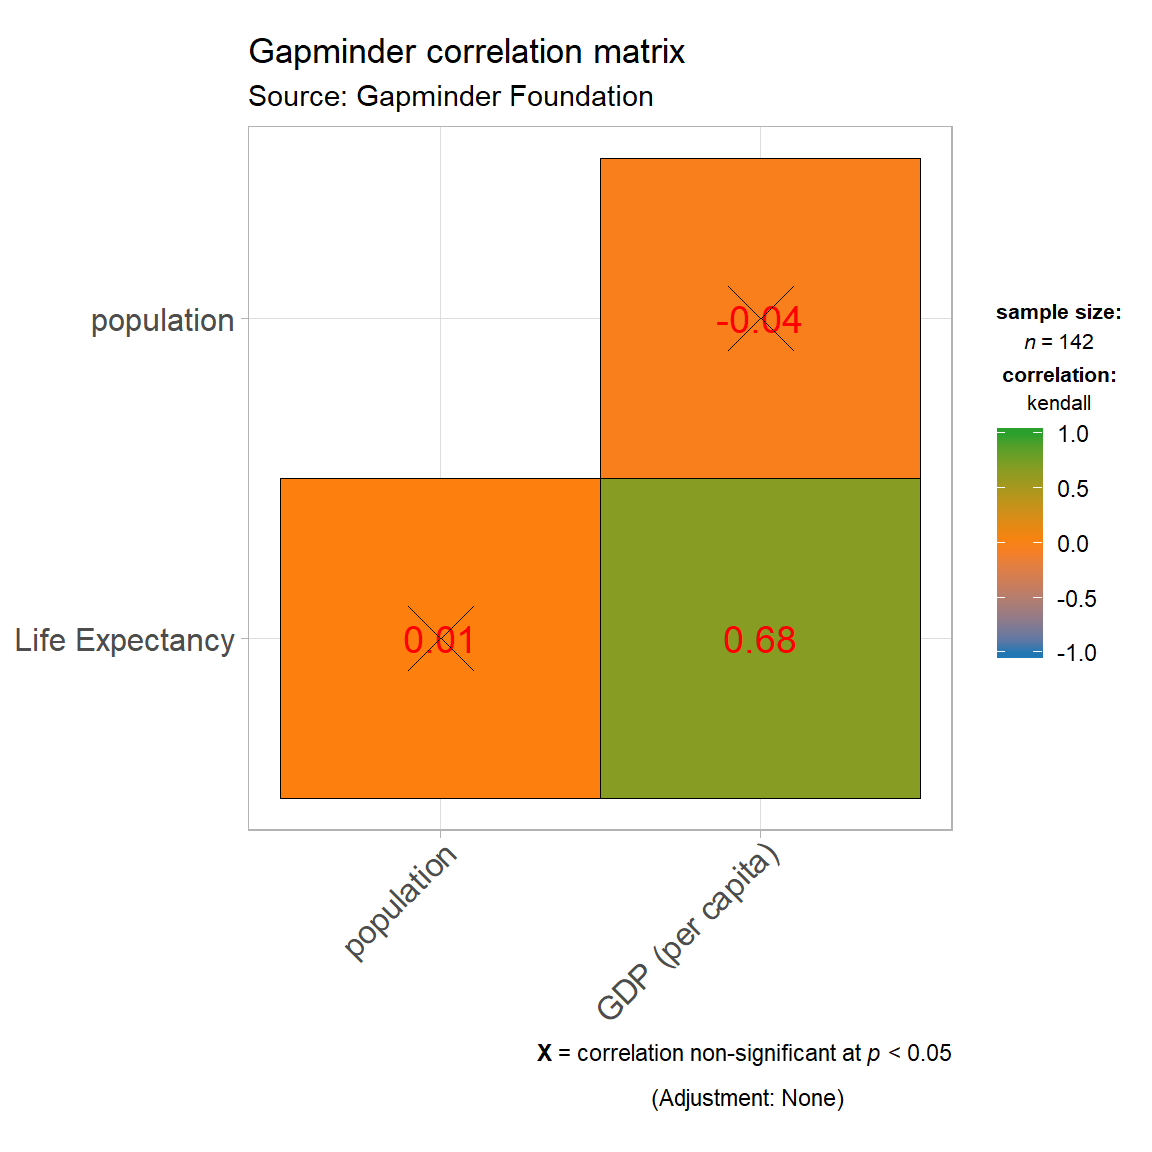 Gapminder correlation matrix
Source: Gapminder Foundation
population
-0.04
Life Expectancy
0.01
0.68
population
GDP (per capita)
sample size:
n = 142
correlation:
kendall
1.0
0.5
0.0
-0.5
-1.0
X = correlation non-significant at p < 0.05
(Adjustment: None)